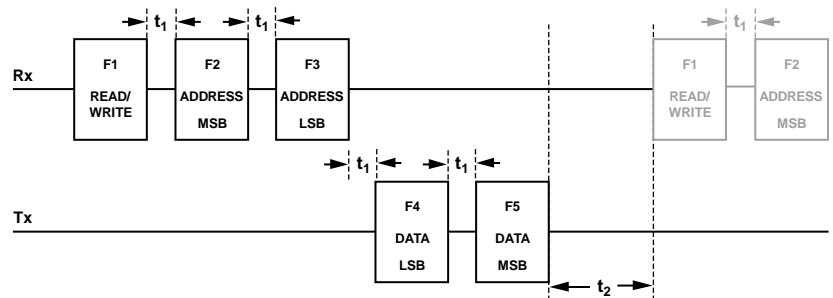 t1 t1 t1
F1 F2 F3 F1 F2
Rx
READ/ ADDRESS ADDRESS READ/ ADDRESS
WRITE MSB LSB WRITE MSB
t1 t1
F4 F5
Tx
DATA DATA
LSB MSB
t2